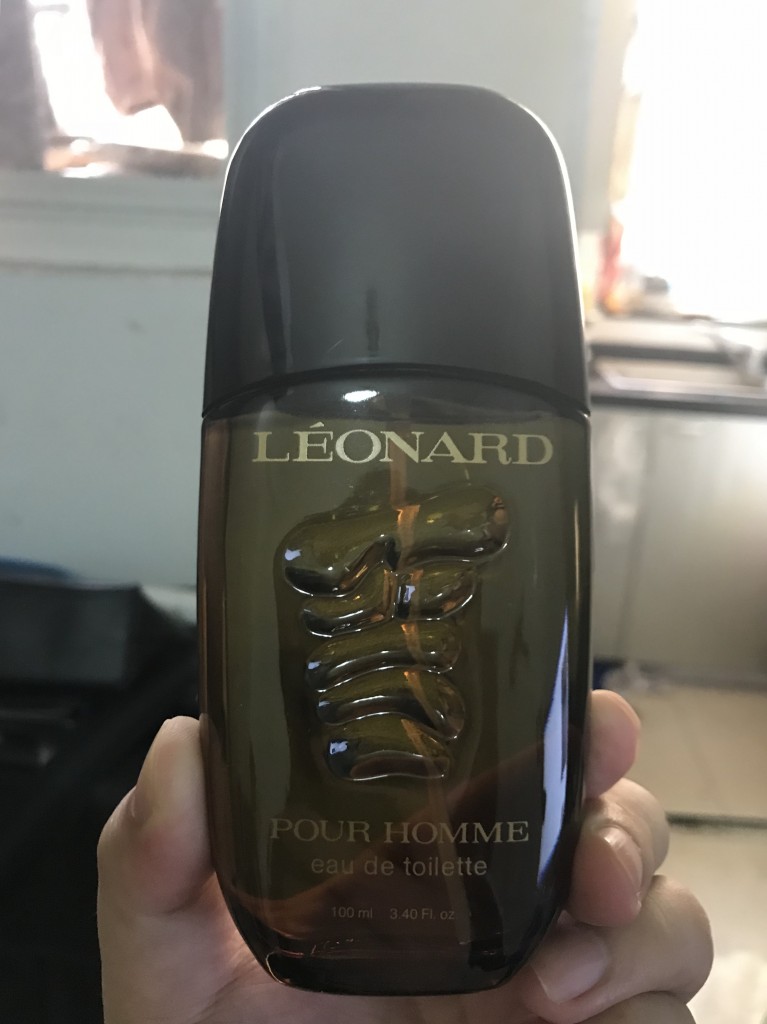 LÉONARD
POUR HOMME
eau de toilette
100 ml 3.40 Fl. oz